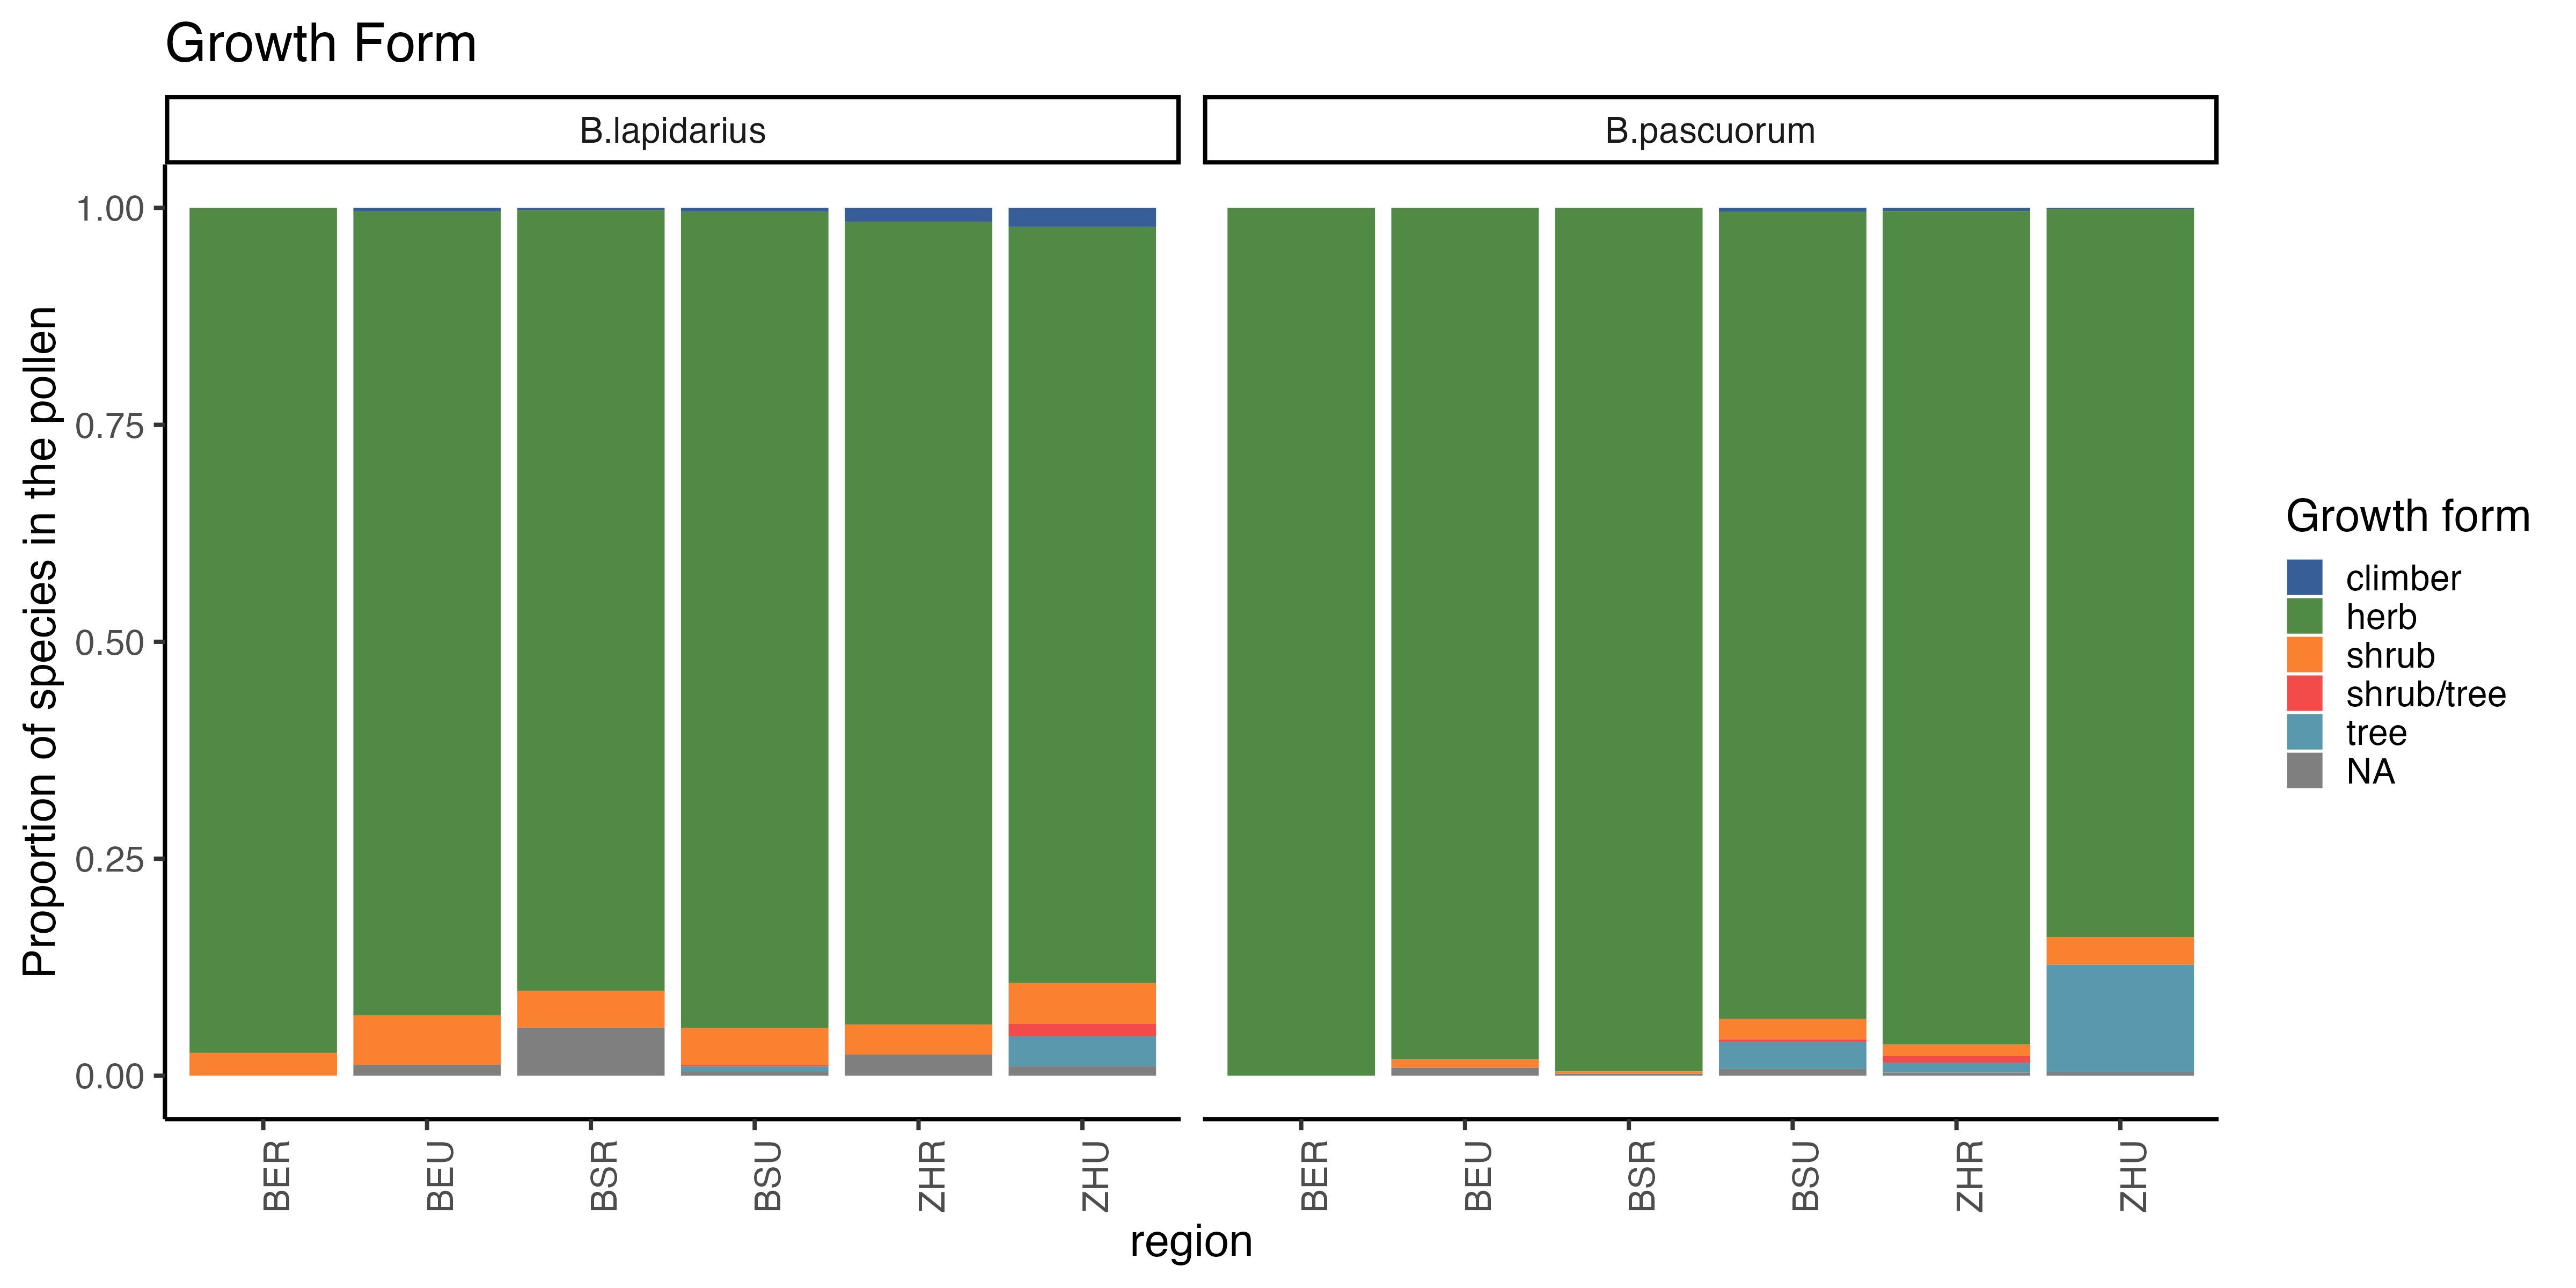 Growth Form
B.lapidarius
B.pascuorum
Proportion of species in the pollen
1.00
0.75
0.50
0.25
0.00
BER
BEU
BSR
BSU
ZHR
ZHU
BER
BEU
BSR
BSU
ZHR
ZHU
region
Growth form
climber
herb
shrub
shrub/tree
tree
NA